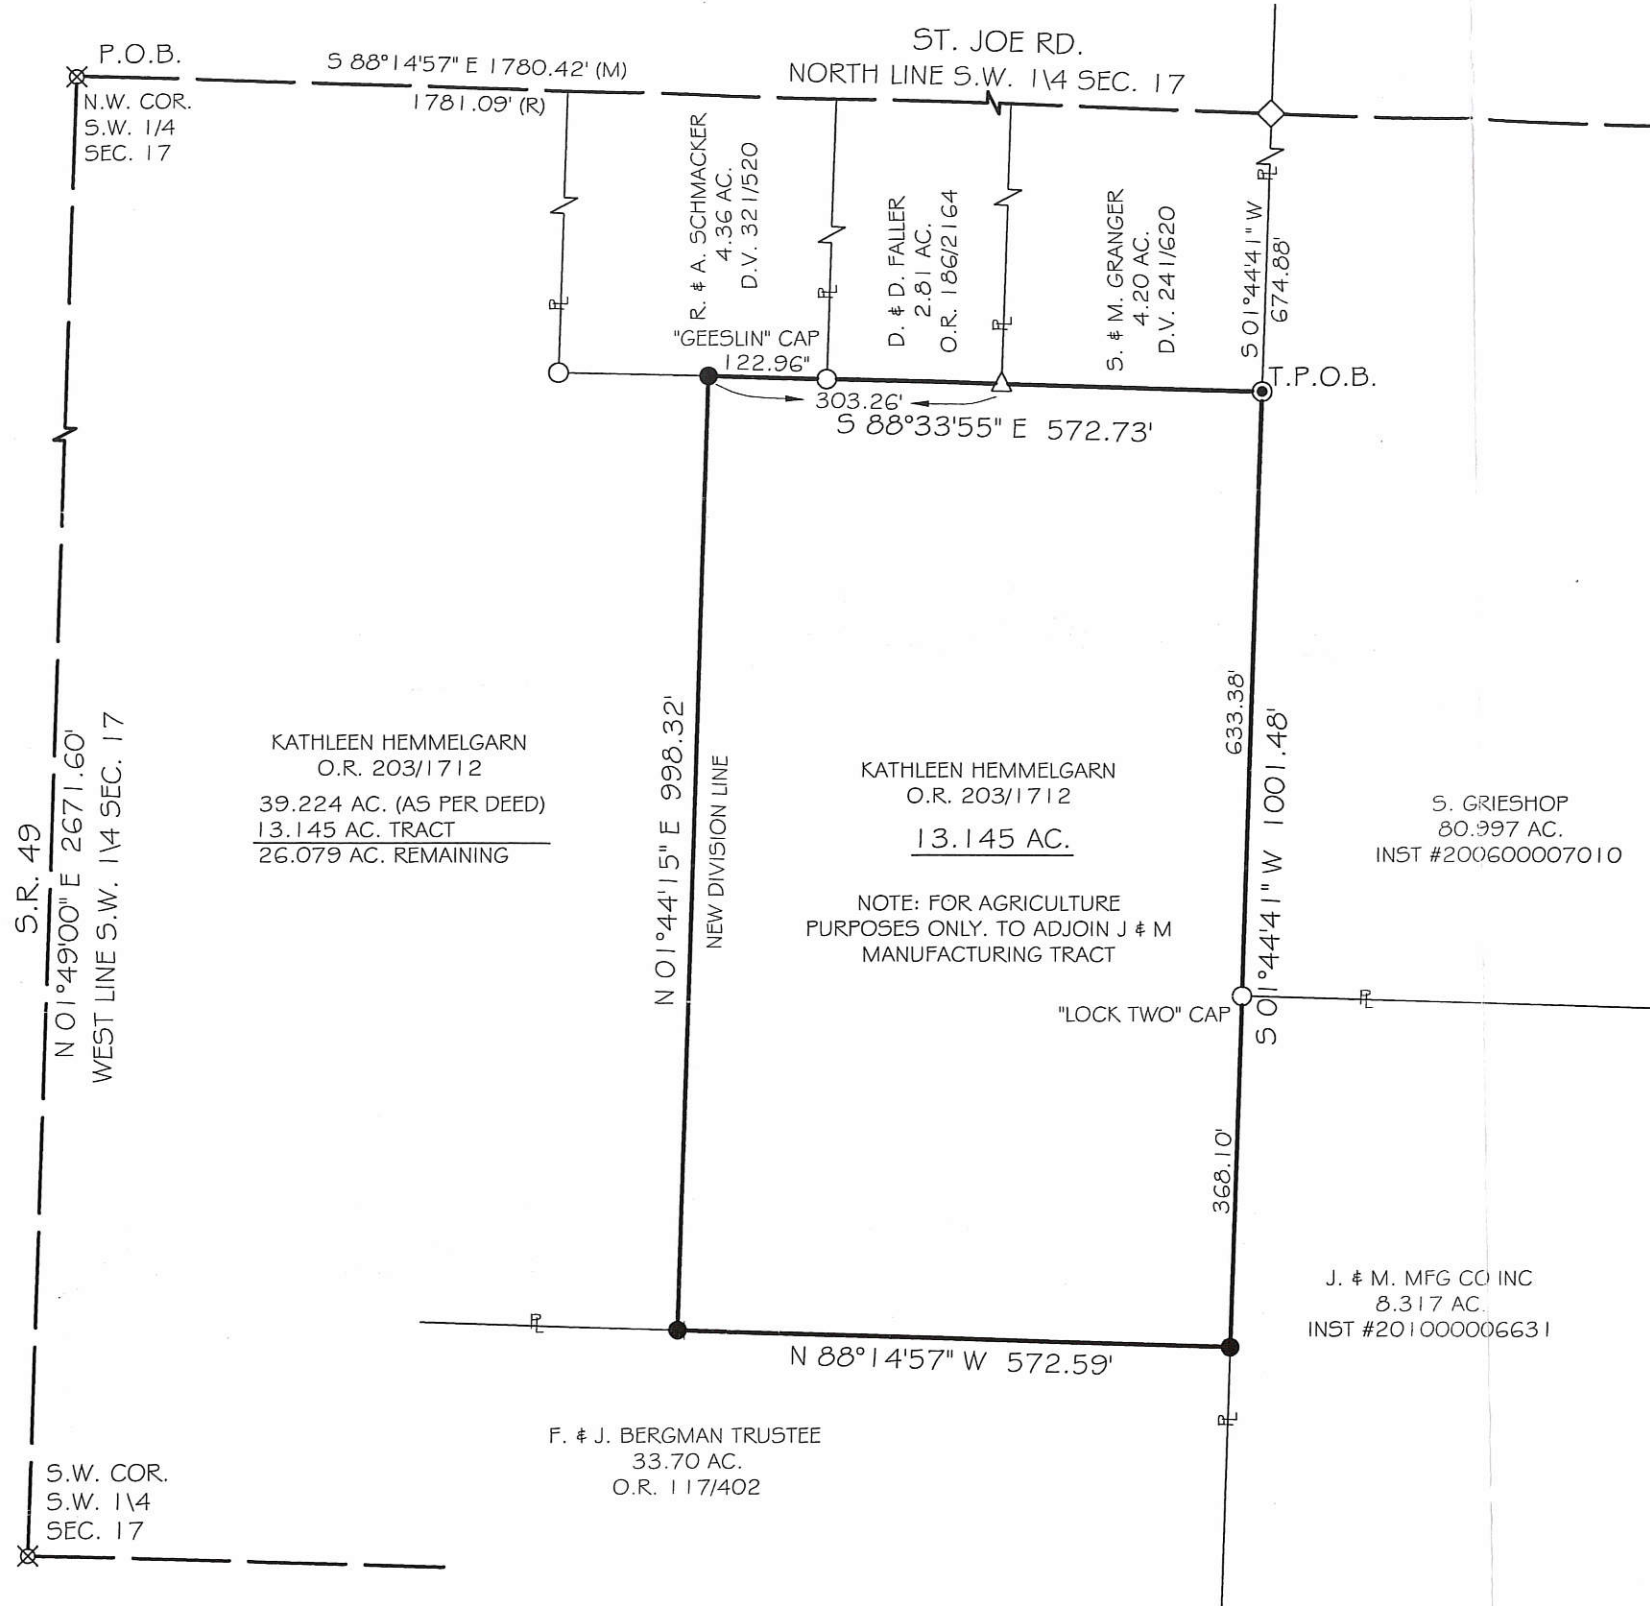 P.O.B.
S 88°14'57" E 1780.42' (M)
1781.09' (R)
ST. JOE RD.
NORTH LINE S.W. 1\4 SEC. 17
N.W. COR.
S.W. 1/4
SEC. 17
R. & A. SCHMACKER
4.36 AC.
D.V. 321/520
D. & D. FALLER
2.81 AC.
O.R. 186/2164
S. & M. GRANGER
4.20 AC.
D.V. 241/620
S 01°44'41" W
674.88'
PL
PL
PL
PL
"GEESLIN" CAP
122.96"
303.26'
T.P.O.B.
S 88°33'55" E 572.73'
S.R. 49
N 01°49'00" E 2671.60'
WEST LINE S.W. 1\4 SEC. 17
KATHLEEN HEMMELGARN
O.R. 203/1712
39.224 AC. (AS PER DEED)
13.145 AC. TRACT
26.079 AC. REMAINING
N 01°44'15" E 998.32'
NEW DIVISION LINE
KATHLEEN HEMMELGARN
O.R. 203/1712
13.145 AC.
NOTE: FOR AGRICULTURE
PURPOSES ONLY. TO ADJOIN J & M
MANUFACTURING TRACT
633.38'
S 01°44'41" W 1001.48'
S. GRIESHOP
80.997 AC.
INST #200600007010
"LOCK TWO" CAP
PL
368.10'
J. & M. MFG CO INC
8.317 AC.
INST #201000006631
PL
N 88°14'57" W 572.59'
PL
F. & J. BERGMAN TRUSTEE
33.70 AC.
O.R. 117/402
S.W. COR.
S.W. 1\4
SEC. 17